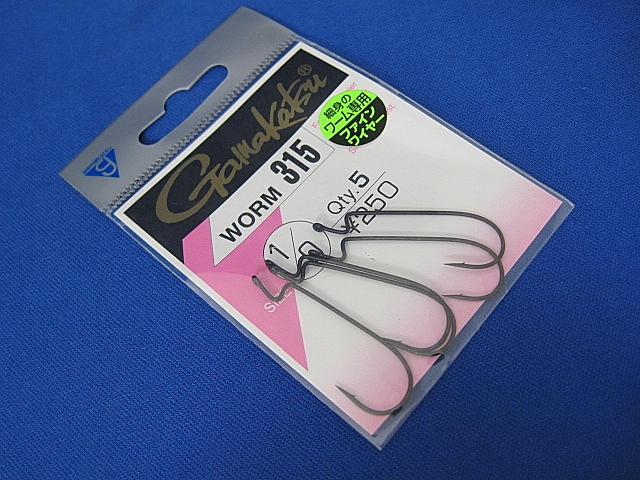 Gamakatsu®
細身の
ワーム専用
ファイン
ワイヤー
WORM 315
1/0
Qty. 5
¥250